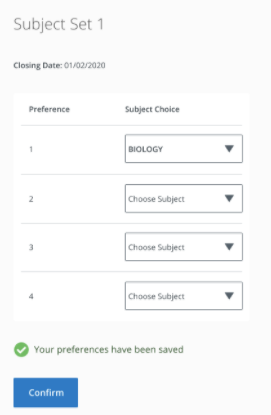 Subject Set 1
Closing Date: 01/02/2020
Preference Subject Choice
1 BIOLOGY
2 Choose Subject
3 Choose Subject
4 Choose Subject
Your preferences have been saved
Confirm